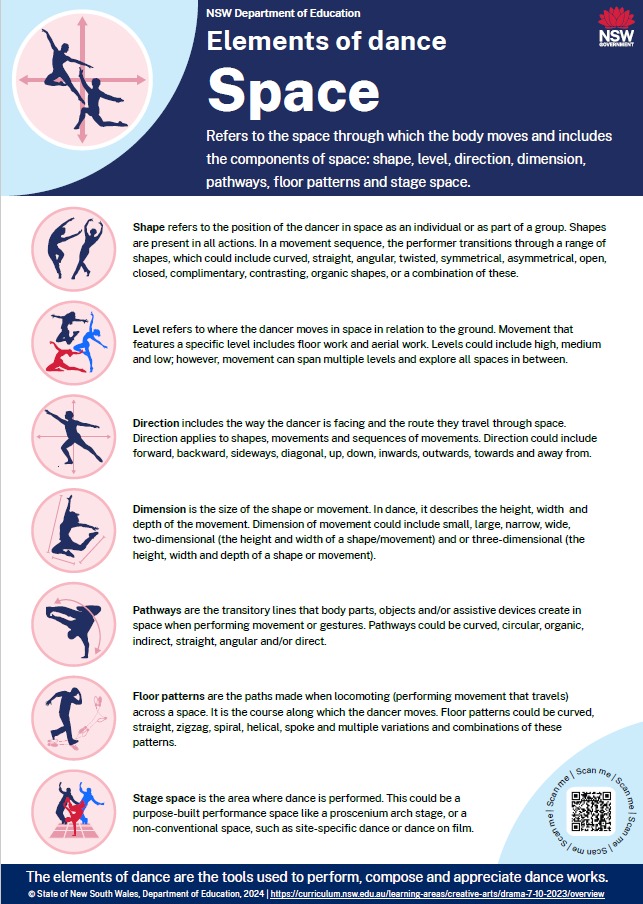 NSW Department of Education
Elements of dance
Space
Refers to the space through which the body moves and includes
the components of space: shape, level, direction, dimension,
pathways, floor patterns and stage space.
NSW
GOVERNMENT
Shape refers to the position of the dancer in space as an individual or as part of a group. Shapes
are present in all actions. In a movement sequence, the performer transitions through a range of
shapes, which could include curved, straight, angular, twisted, symmetrical, asymmetrical, open,
closed, complimentary, contrasting, organic shapes, or a combination of these.
Level refers to where the dancer moves in space in relation to the ground. Movement that
features a specific level includes floor work and aerial work. Levels could include high, medium
and low; however, movement can span multiple levels and explore all spaces in between.
Direction includes the way the dancer is facing and the route they travel through space.
Direction applies to shapes, movements and sequences of movements. Direction could include
forward, backward, sideways, diagonal, up, down, inwards, outwards, towards and away from.
Dimension is the size of the shape or movement. In dance, it describes the height, width and
depth of the movement. Dimension of movement could include small, large, narrow, wide,
two-dimensional (the height and width of a shape/movement) and or three-dimensional (the
height, width and depth of a shape or movement).
Pathways are the transitory lines that body parts, objects and/or assistive devices create in
space when performing movement or gestures. Pathways could be curved, circular, organic,
indirect, straight, angular and/or direct.
Floor patterns are the paths made when locomoting (performing movement that travels)
across a space. It is the course along which the dancer moves. Floor patterns could be curved,
straight, zigzag, spiral, helical, spoke and multiple variations and combinations of these
patterns.
Stage space is the area where dance is performed. This could be a
purpose-built performance space like a proscenium arch stage, or a
non-conventional space, such as site-specific dance or dance on film.
Scan me | Scan me | Scan me | Scan me | Scan me | Scan me |
The elements of dance are the tools used to perform, compose and appreciate dance works.
© State of New South Wales, Department of Education, 2024 | https://curriculum.nsw.edu.au/learning-areas/creative-arts/drama-7-10-2023/overview